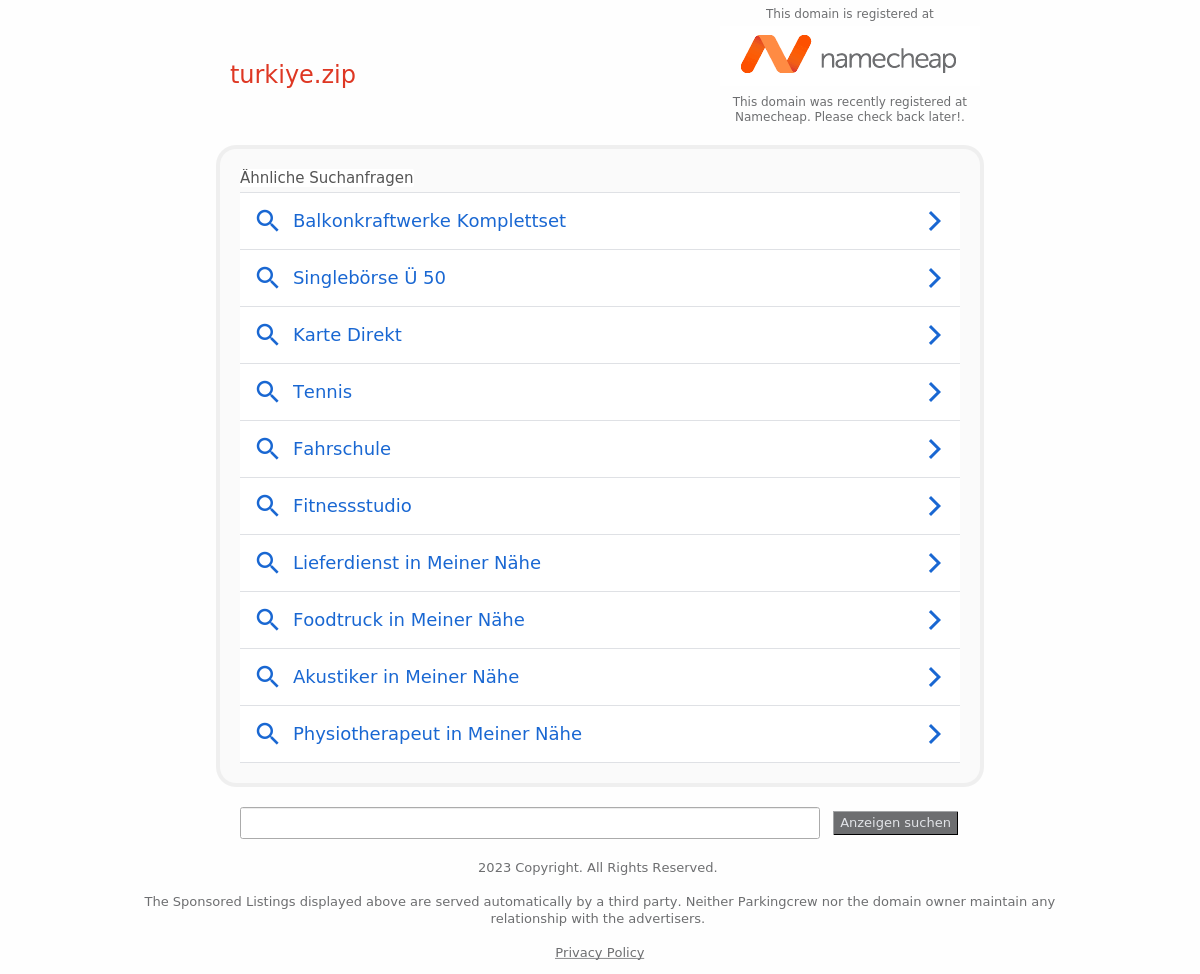 This domain is registered at
namecheap
turkiye.zip
This domain was recently registered at
Namecheap. Please check back later!.
Ähnliche Suchanfragen
Balkonkraftwerke Komplettset
Singlebörse Ü 50
Karte Direkt
Tennis
Fahrschule
Fitnessstudio
Lieferdienst in Meiner Nähe
Foodtruck in Meiner Nähe
Akustiker in Meiner Nähe
Physiotherapeut in Meiner Nähe
Anzeigen suchen
2023 Copyright. All Rights Reserved.
The Sponsored Listings displayed above are served automatically by a third party. Neither Parkingcrew nor the domain owner maintain any
relationship with the advertisers.
Privacy Policy